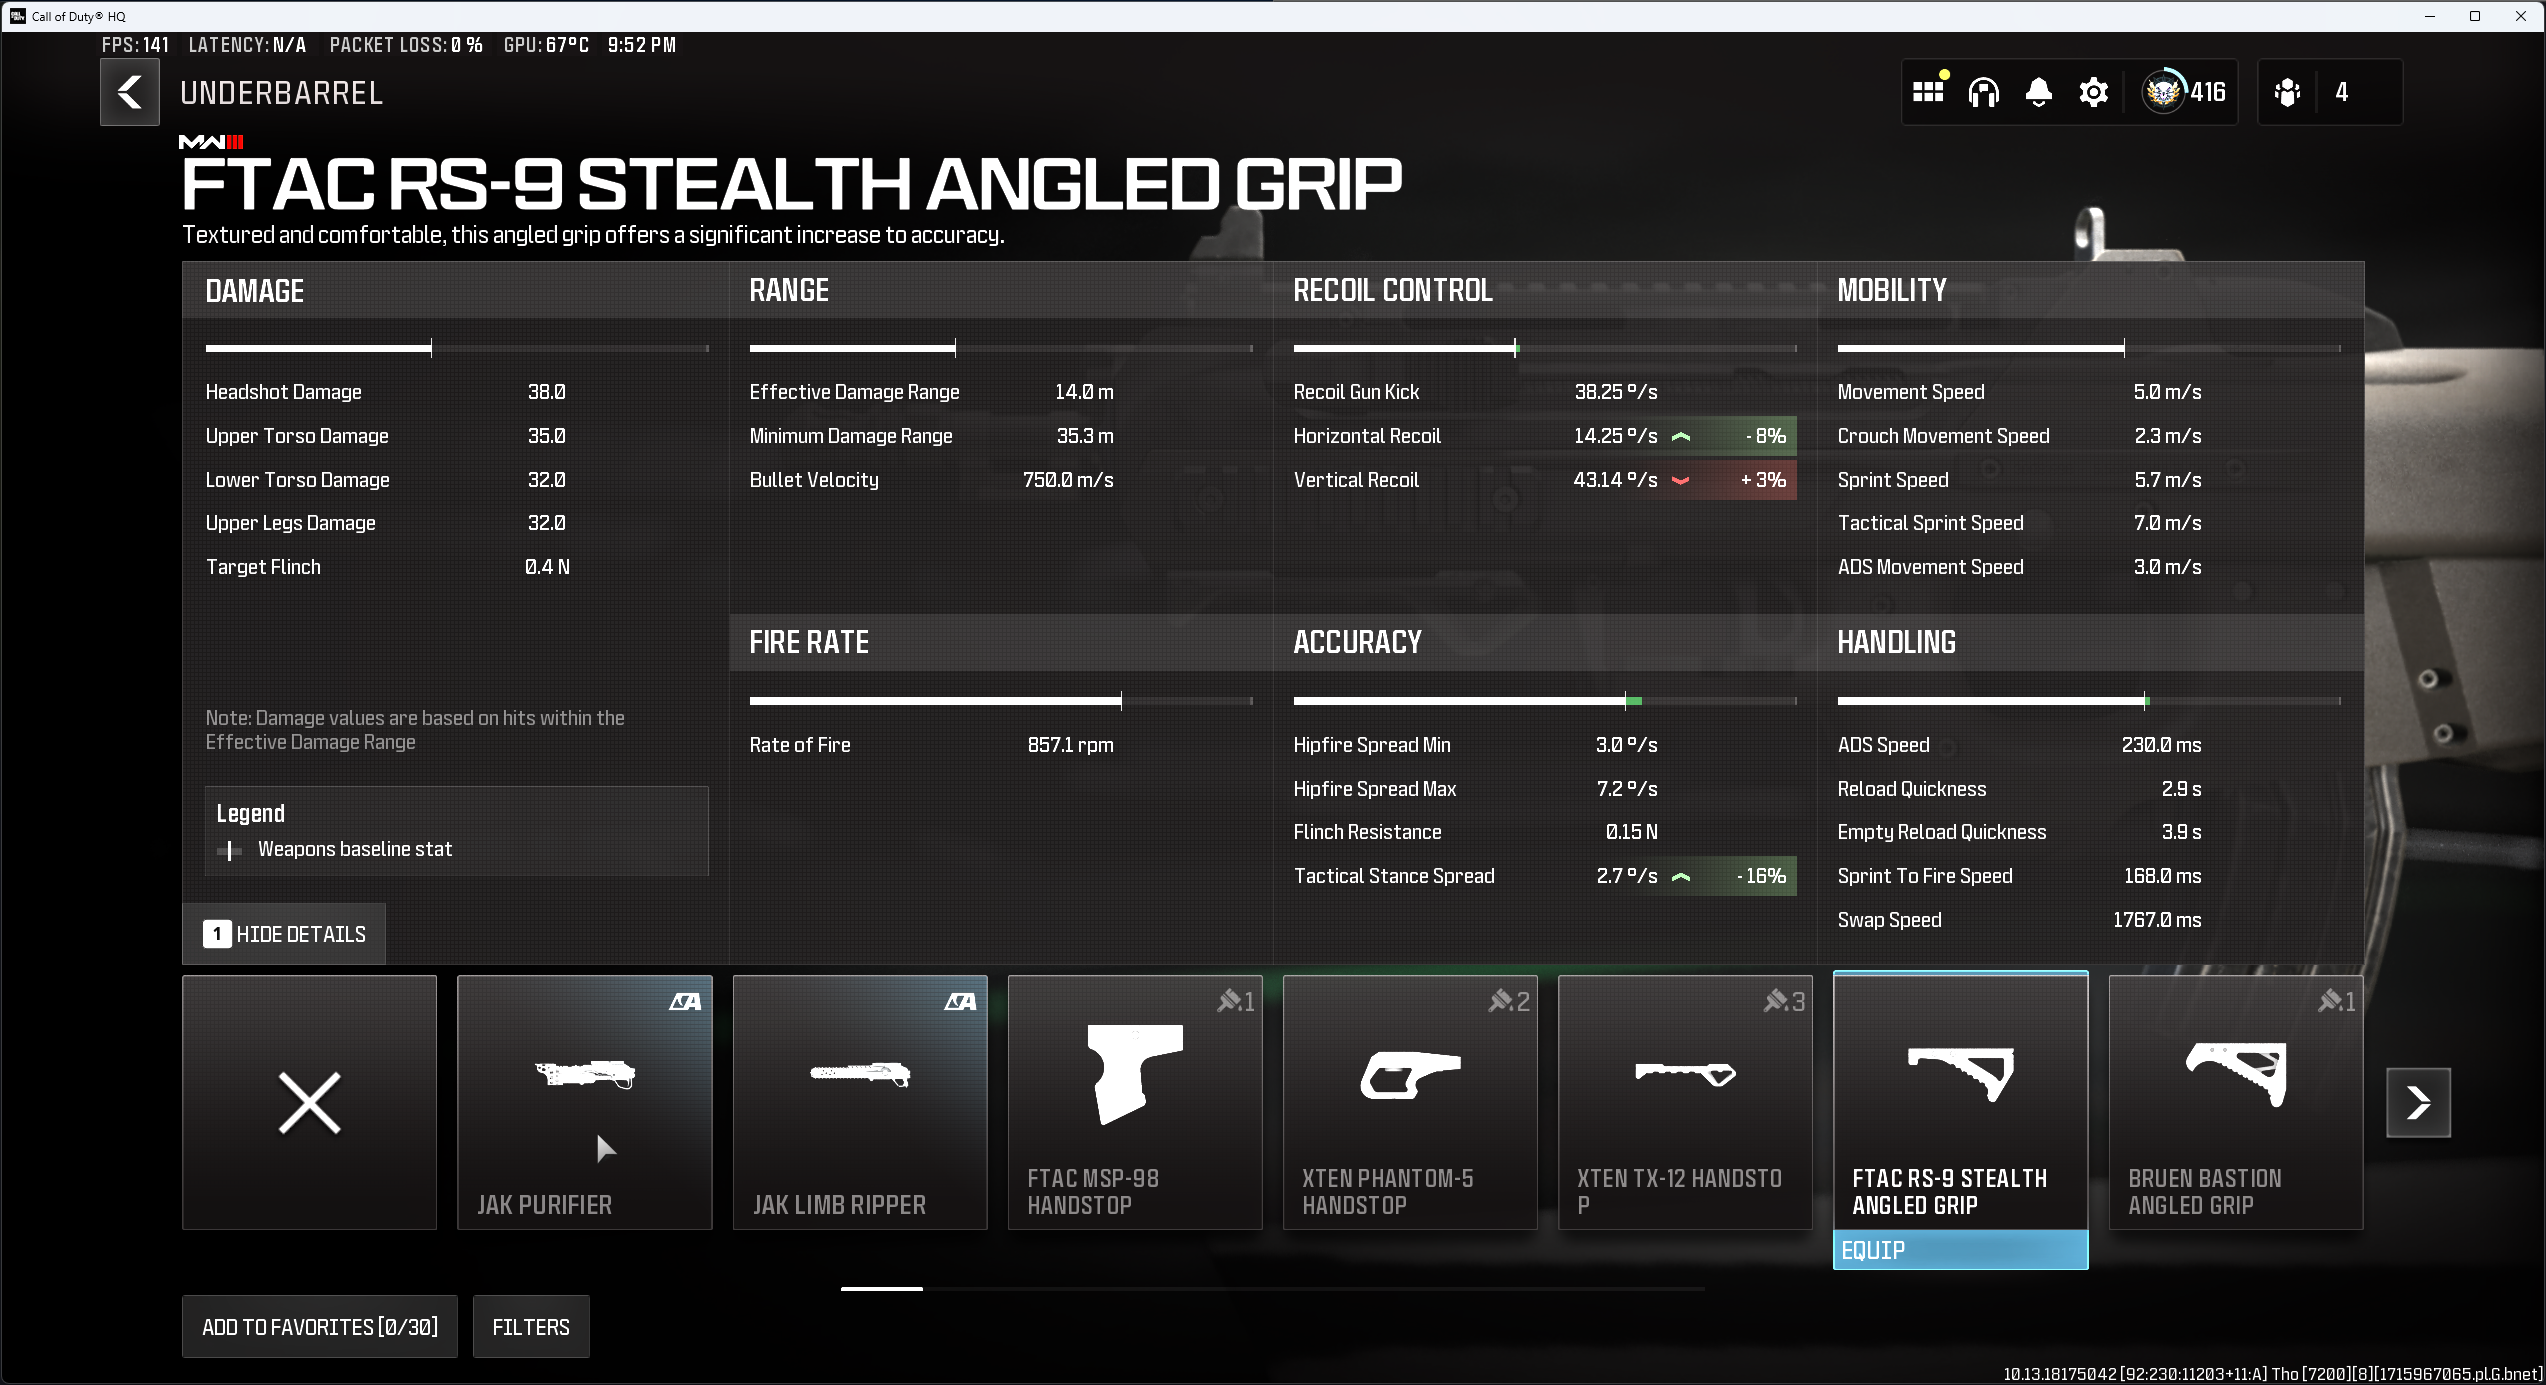 Call of Duty® HQ
FPS: 141 LATENCY: N/A PACKET LOSS: 0 % GPU: 67°C 9:52 PM
UNDERBARREL
416
4
MWIII
FTAC RS-9 STEALTH ANGLED GRIP
Textured and comfortable, this angled grip offers a significant increase to accuracy.
DAMAGE
Headshot Damage 38.0
Upper Torso Damage 35.0
Lower Torso Damage 32.0
Upper Legs Damage 32.0
Target Flinch 0.4 N
Note: Damage values are based on hits within the
Effective Damage Range
Legend
Weapons baseline stat
1 HIDE DETAILS
RANGE
Effective Damage Range 14.0 m
Minimum Damage Range 35.3 m
Bullet Velocity 750.0 m/s
FIRE RATE
Rate of Fire 857.1 rpm
RECOIL CONTROL
Recoil Gun Kick 38.25 º/s
Horizontal Recoil 14.25 º/s - 8%
Vertical Recoil 43.14 º/s + 3%
ACCURACY
Hipfire Spread Min 3.0 º/s
Hipfire Spread Max 7.2 º/s
Flinch Resistance 0.15 N
Tactical Stance Spread 2.7 º/s - 16%
MOBILITY
Movement Speed 5.0 m/s
Crouch Movement Speed 2.3 m/s
Sprint Speed 5.7 m/s
Tactical Sprint Speed 7.0 m/s
ADS Movement Speed 3.0 m/s
HANDLING
ADS Speed 230.0 ms
Reload Quickness 2.9 s
Empty Reload Quickness 3.9 s
Sprint To Fire Speed 168.0 ms
Swap Speed 1767.0 ms
JAK PURIFIER
JAK LIMB RIPPER
.1
FTAC MSP-98
HANDSTOP
.2
XTEN PHANTOM-5
HANDSTOP
.3
XTEN TX-12 HANDSTO
P
FTAC RS-9 STEALTH
ANGLED GRIP
EQUIP
.1
BRUEN BASTION
ANGLED GRIP
ADD TO FAVORITES [0/30]
FILTERS
10.13.18175042 [92:230:11203+11:A] Tho [7200][8][1715967065.pl.G.bnet]